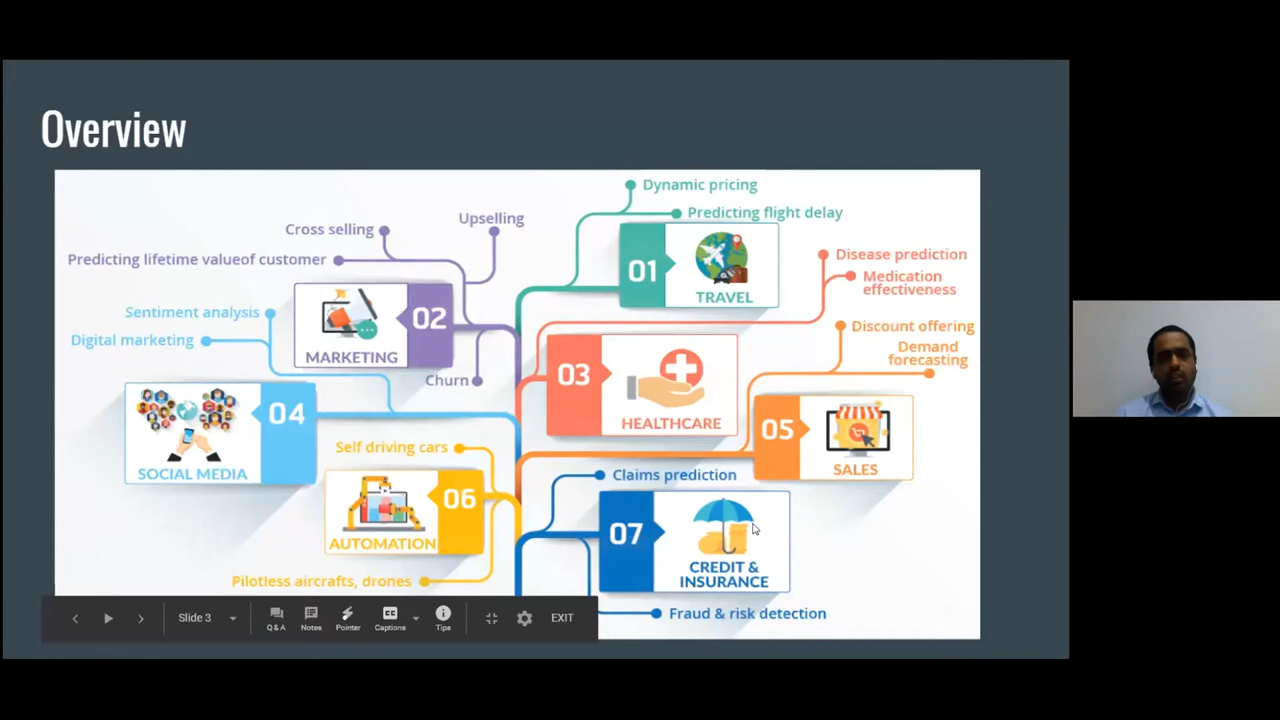 Overview
Dynamic pricing
Predicting flight delay
01
TRAVEL
Cross selling
Upselling
Predicting lifetime valueof customer
02
MARKETING
Churn
Disease prediction
Medication
effectiveness
03
HEALTHCARE
Sentiment analysis
Digital marketing
04
SOCIAL MEDIA
Discount offering
Demand
forecasting
05
SALES
Self driving cars
06
AUTOMATION
Pilotless aircrafts, drones
Claims prediction
07
CREDIT &
INSURANCE
Fraud & risk detection
Slide 3
Q & A
Notes
Pointer
CC
Captions
Tips
EXIT